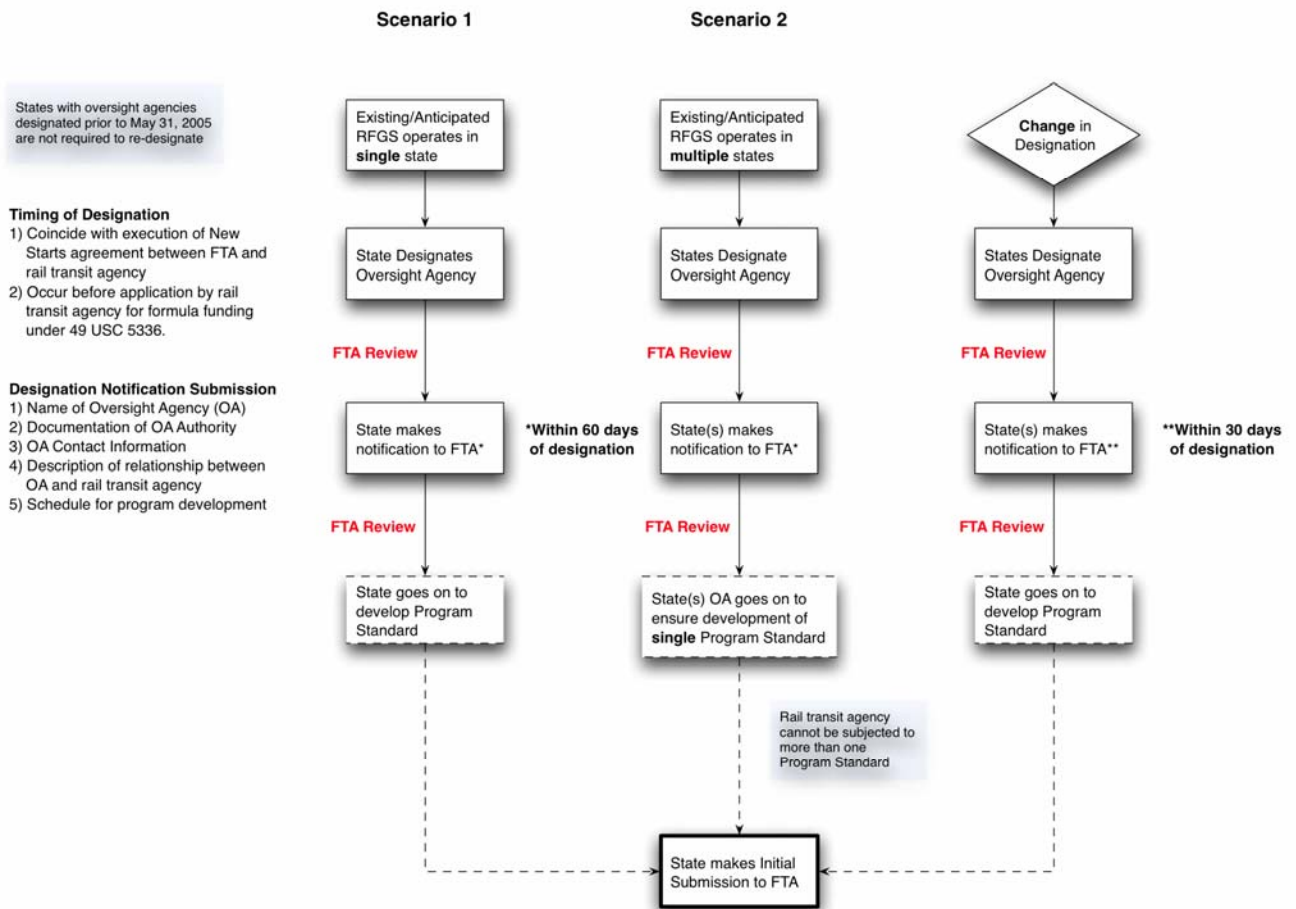 Scenario 1
Scenario 2
States with oversight agencies
designated prior to May 31, 2005
are not required to re-designate
Existing/Anticipated
RFGS operates in
single state
Existing/Anticipated
RFGS operates in
multiple states
Change in
Designation
Timing of Designation
1) Coincide with execution of New
Starts agreement between FTA and
rail transit agency
2) Occur before application by rail
transit agency for formula funding
under 49 USC 5336.
State Designates
Oversight Agency
States Designate
Oversight Agency
States Designate
Oversight Agency
FTA Review
FTA Review
FTA Review
Designation Notification Submission
1) Name of Oversight Agency (OA)
2) Documentation of OA Authority
3) OA Contact Information
4) Description of relationship between
OA and rail transit agency
5) Schedule for program development
State makes
notification to FTA*
*Within 60 days
of designation
State(s) makes
notification to FTA*
State(s) makes
notification to FTA**
**Within 30 days
of designation
FTA Review
FTA Review
FTA Review
State goes on to
develop Program
Standard
State(s) OA goes on to
ensure development of
single Program Standard
State goes on to
develop Program
Standard
Rail transit agency
cannot be subjected to
more than one
Program Standard
State makes Initial
Submission to FTA